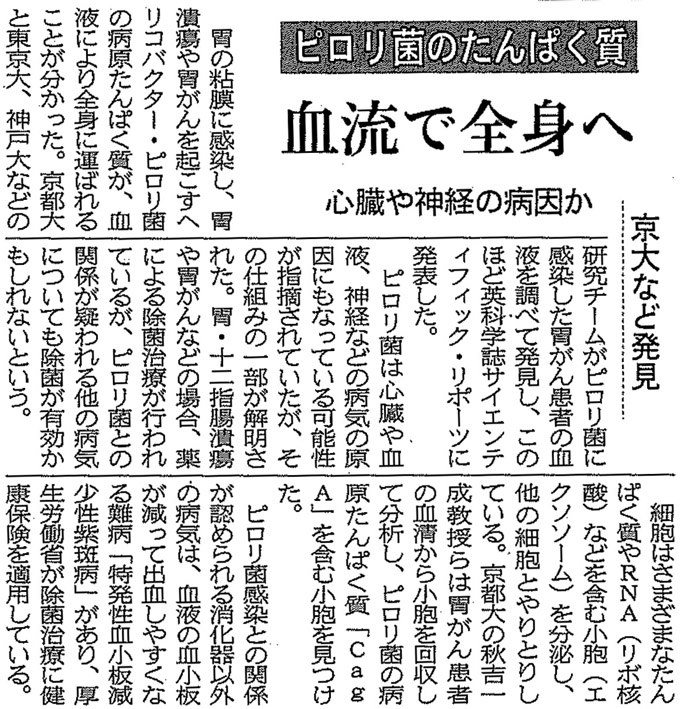 ピロリ菌のたんぱく質
血流で全身へ
心臓や神経の病因か
京大など発見
胃の粘膜に感染し、胃
潰瘍や胃がんを起こすヘ
リコバクター・ピロリ菌
の病原たんぱく質が、血
液により全身に運ばれる
ことが分かった。京都大
と東京大、神戸大などの
研究チームがピロリ菌に
感染した胃がん患者の血
液を調べて発見し、この
ほど英科学誌サイエンテ
ィフィック・リポーツに
発表した。
ピロリ菌は心臓や血
液、神経などの病気の原
因にもなっている可能性
が指摘されていたが、そ
の仕組みの一部が解明さ
れた。胃・十二指腸潰瘍
や胃がんなどの場合、薬
による除菌治療が行われ
ているが、ピロリ菌との
関係が疑われる他の病気
についても除菌が有効か
もしれないという。
細胞はさまざまなたん
ぱく質やRNA(リボ核
酸)などを含む小胞(エ
クソソーム)を分泌し、
他の細胞とやりとりし
ている。京都大の秋吉一
成教授らは胃がん患者
の血清から小胞を回収し
て分析し、ピロリ菌の病
原たんぱく質「Cag
A」を含む小胞を見つけ
た。
ピロリ菌感染との関係
が認められる消化器以外
の病気は、血液の血小板
が減って出血しやすくな
る難病「特発性血小板減
少性紫斑病」があり、厚
生労働省が除菌治療に健
康保険を適用している。